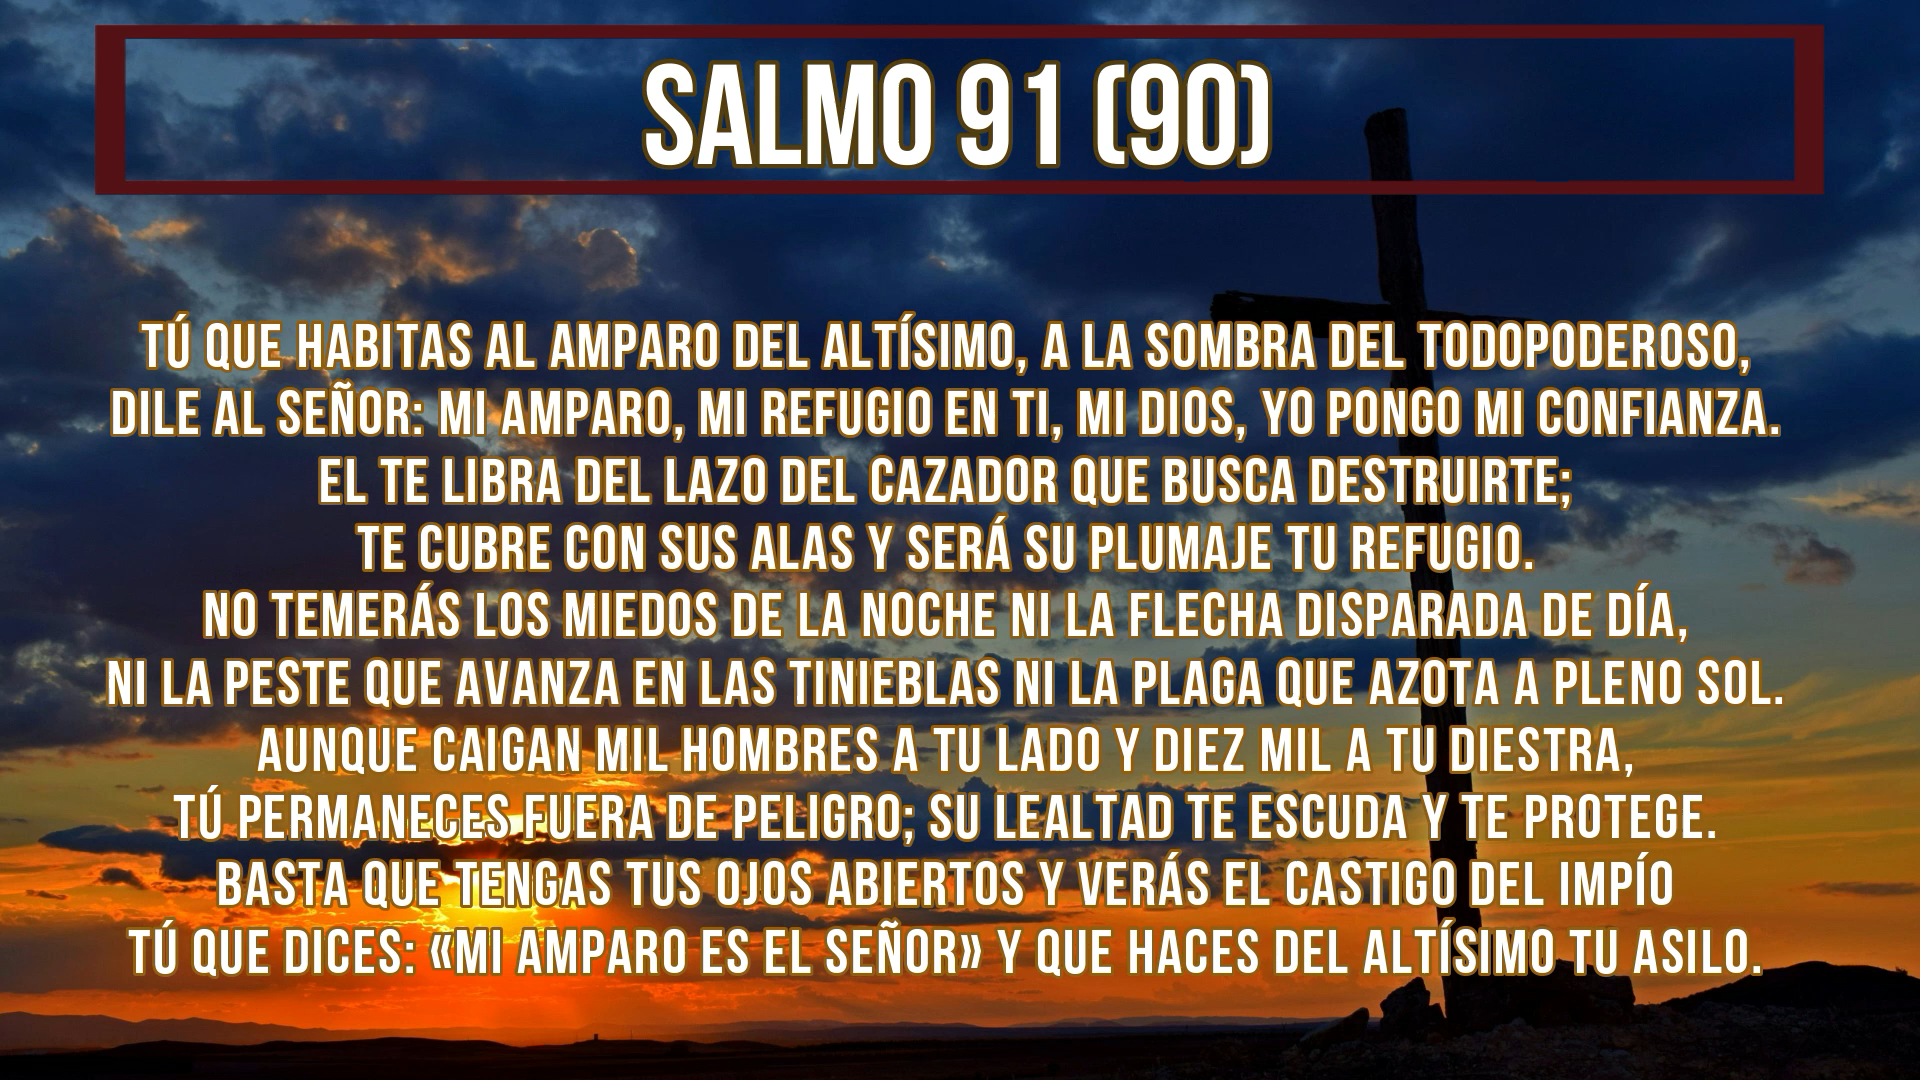 SALMO 91 (90)
TÚ QUE HABITAS AL AMPARO DEL ALTÍSIMO, A LA SOMBRA DEL TODOPODEROSO,
DILE AL SEÑOR: MI AMPARO, MI REFUGIO EN TI, MI DIOS, YO PONGO MI CONFIANZA.
EL TE LIBRA DEL LAZO DEL CAZADOR QUE BUSCA DESTRUIRTE;
TE CUBRE CON SUS ALAS Y SERÁ SU PLUMAJE TU REFUGIO.
NO TEMERÁS LOS MIEDOS DE LA NOCHE NI LA FLECHA DISPARADA DE DÍA,
NI LA PESTE QUE AVANZA EN LAS TINIEBLAS NI LA PLAGA QUE AZOTA A PLENO SOL.
AUNQUE CAIGAN MIL HOMBRES A TU LADO Y DIEZ MIL A TU DIESTRA,
TÚ PERMANECES FUERA DE PELIGRO; SU LEALTAD TE ESCUDA Y TE PROTEGE.
BASTA QUE TENGAS TUS OJOS ABIERTOS Y VERÁS EL CASTIGO DEL IMPÍO
TÚ QUE DICES: «MI AMPARO ES EL SEÑOR» Y QUE HACES DEL ALTÍSIMO TU ASILO.